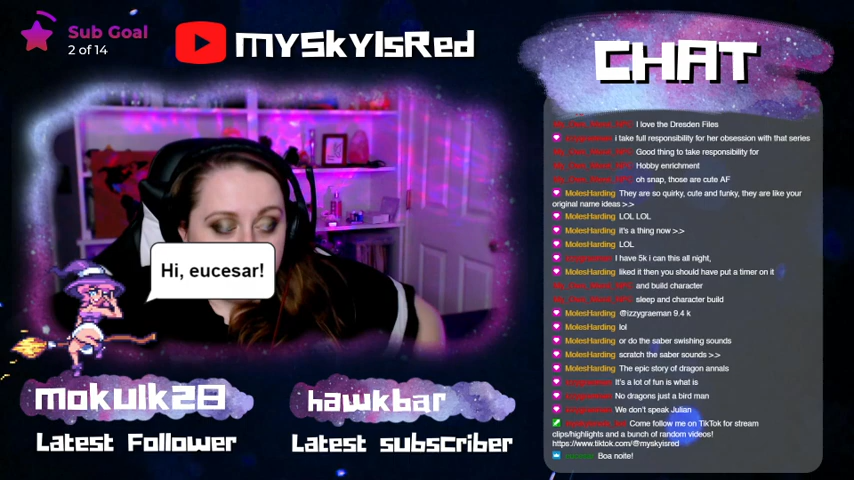 Sub Goal
2 of 14
MYSkYIsRed
CHAT
I love the Dresden Files
i take full responsibility for her obsession with that series
Good thing to take responsibility for
Hobby enrichment
oh snap, those are cute AF
MolesHarding They are so quirky, cute and funky, they are like your
original name ideas >.>
MolesHarding LOL LOL
MolesHarding it's a thing now >.>
MolesHarding LOL
I have 5k i can this all night,
MolesHarding liked it then you should have put a timer on it
and build character
sleep and character build
MolesHarding @izzygraeman 9.4 k
MolesHarding lol
MolesHarding or do the saber swishing sounds
MolesHarding scratch the saber sounds >.>
MolesHarding The epic story of dragon annals
It's a lot of fun is what
No dragons just a bird man
We don't speak Julian
Come follow me on TikTok for stream
clips/highlights and a bunch of random videos!
https://www.tiktok.com/@myskyisred
Boa noite!
Hi, eucesar!
mokulk28
Latest Follower
hawkbar
Latest subscriber